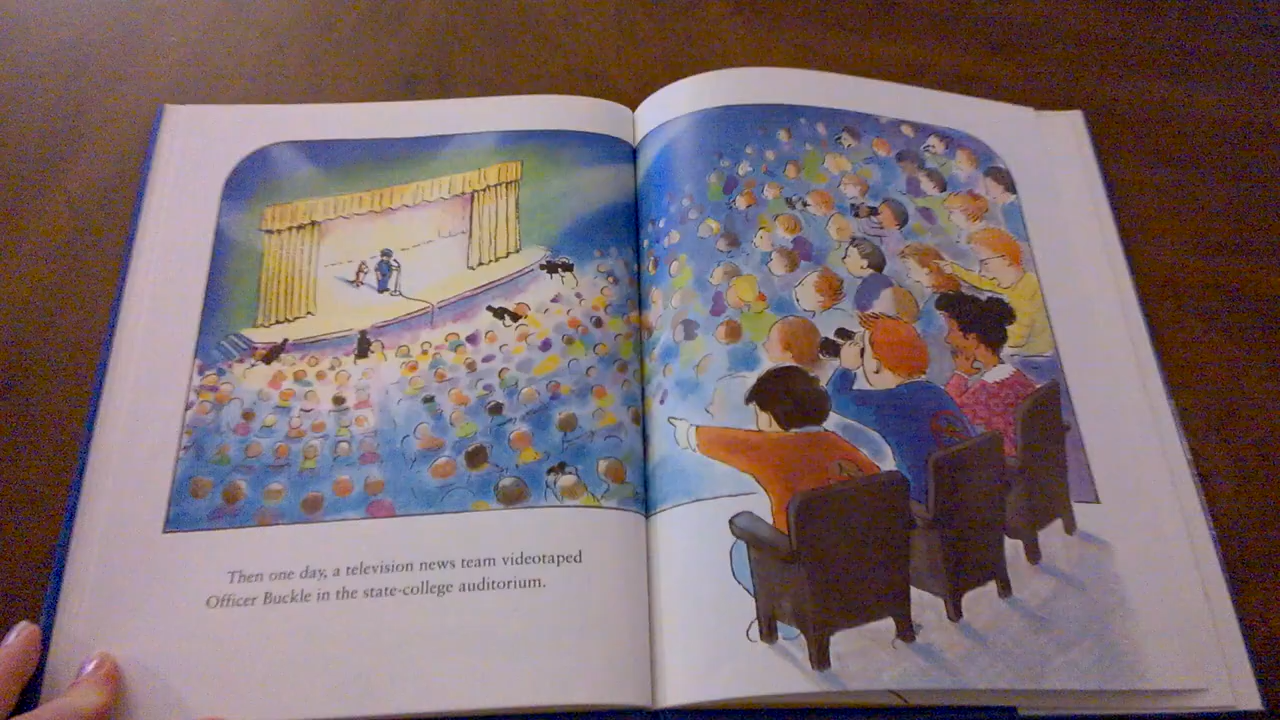 Then one day, a television news team videotaped
Officer Buckle in the state-college auditorium.